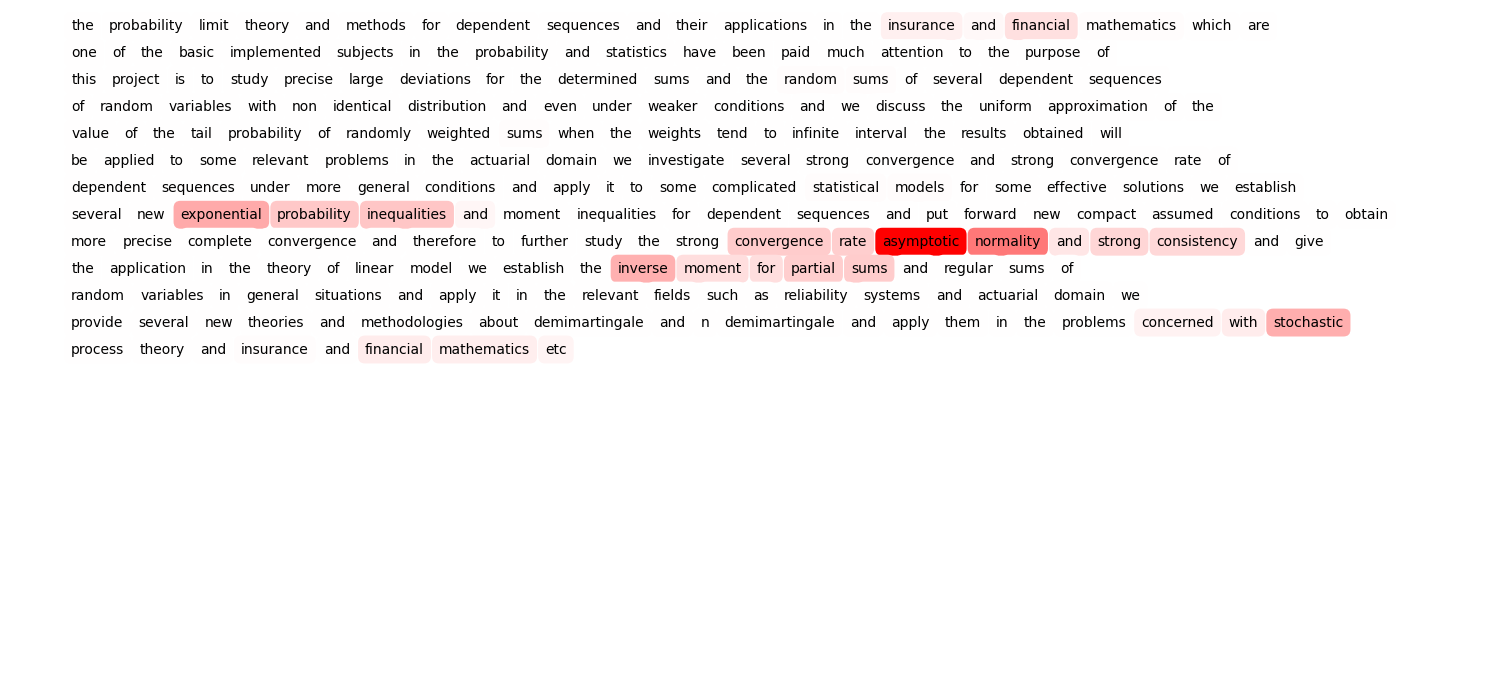 the probability limit theory and methods for dependent sequences and their applications in the insurance and financial mathematics which are
one of the basic implemented subjects in the probability and statistics have been paid much attention to the purpose of
this project is to study precise large deviations for the determined sums and the random sums of several dependent sequences
of random variables with non identical distribution and even under weaker conditions and we discuss the uniform approximation of the
value of the tail probability of randomly weighted sums when the weights tend to infinite interval the results obtained will
be applied to some relevant problems in the actuarial domain we investigate several strong convergence and strong convergence rate of
dependent sequences under more general conditions and apply it to some complicated statistical models for some effective solutions we establish
several new exponential probability inequalities and moment inequalities for dependent sequences and put forward new compact assumed conditions to obtain
more precise complete convergence and therefore to further study the strong convergence rate asymptotic normality and strong consistency and give
the application in the theory of linear model we establish the inverse moment for partial sums and regular sums of
random variables in general situations and apply it in the relevant fields such as reliability systems and actuarial domain we
provide several new theories and methodologies about demimartingale and n demimartingale and apply them in the problems concerned with stochastic
process theory and insurance and financial mathematics etc